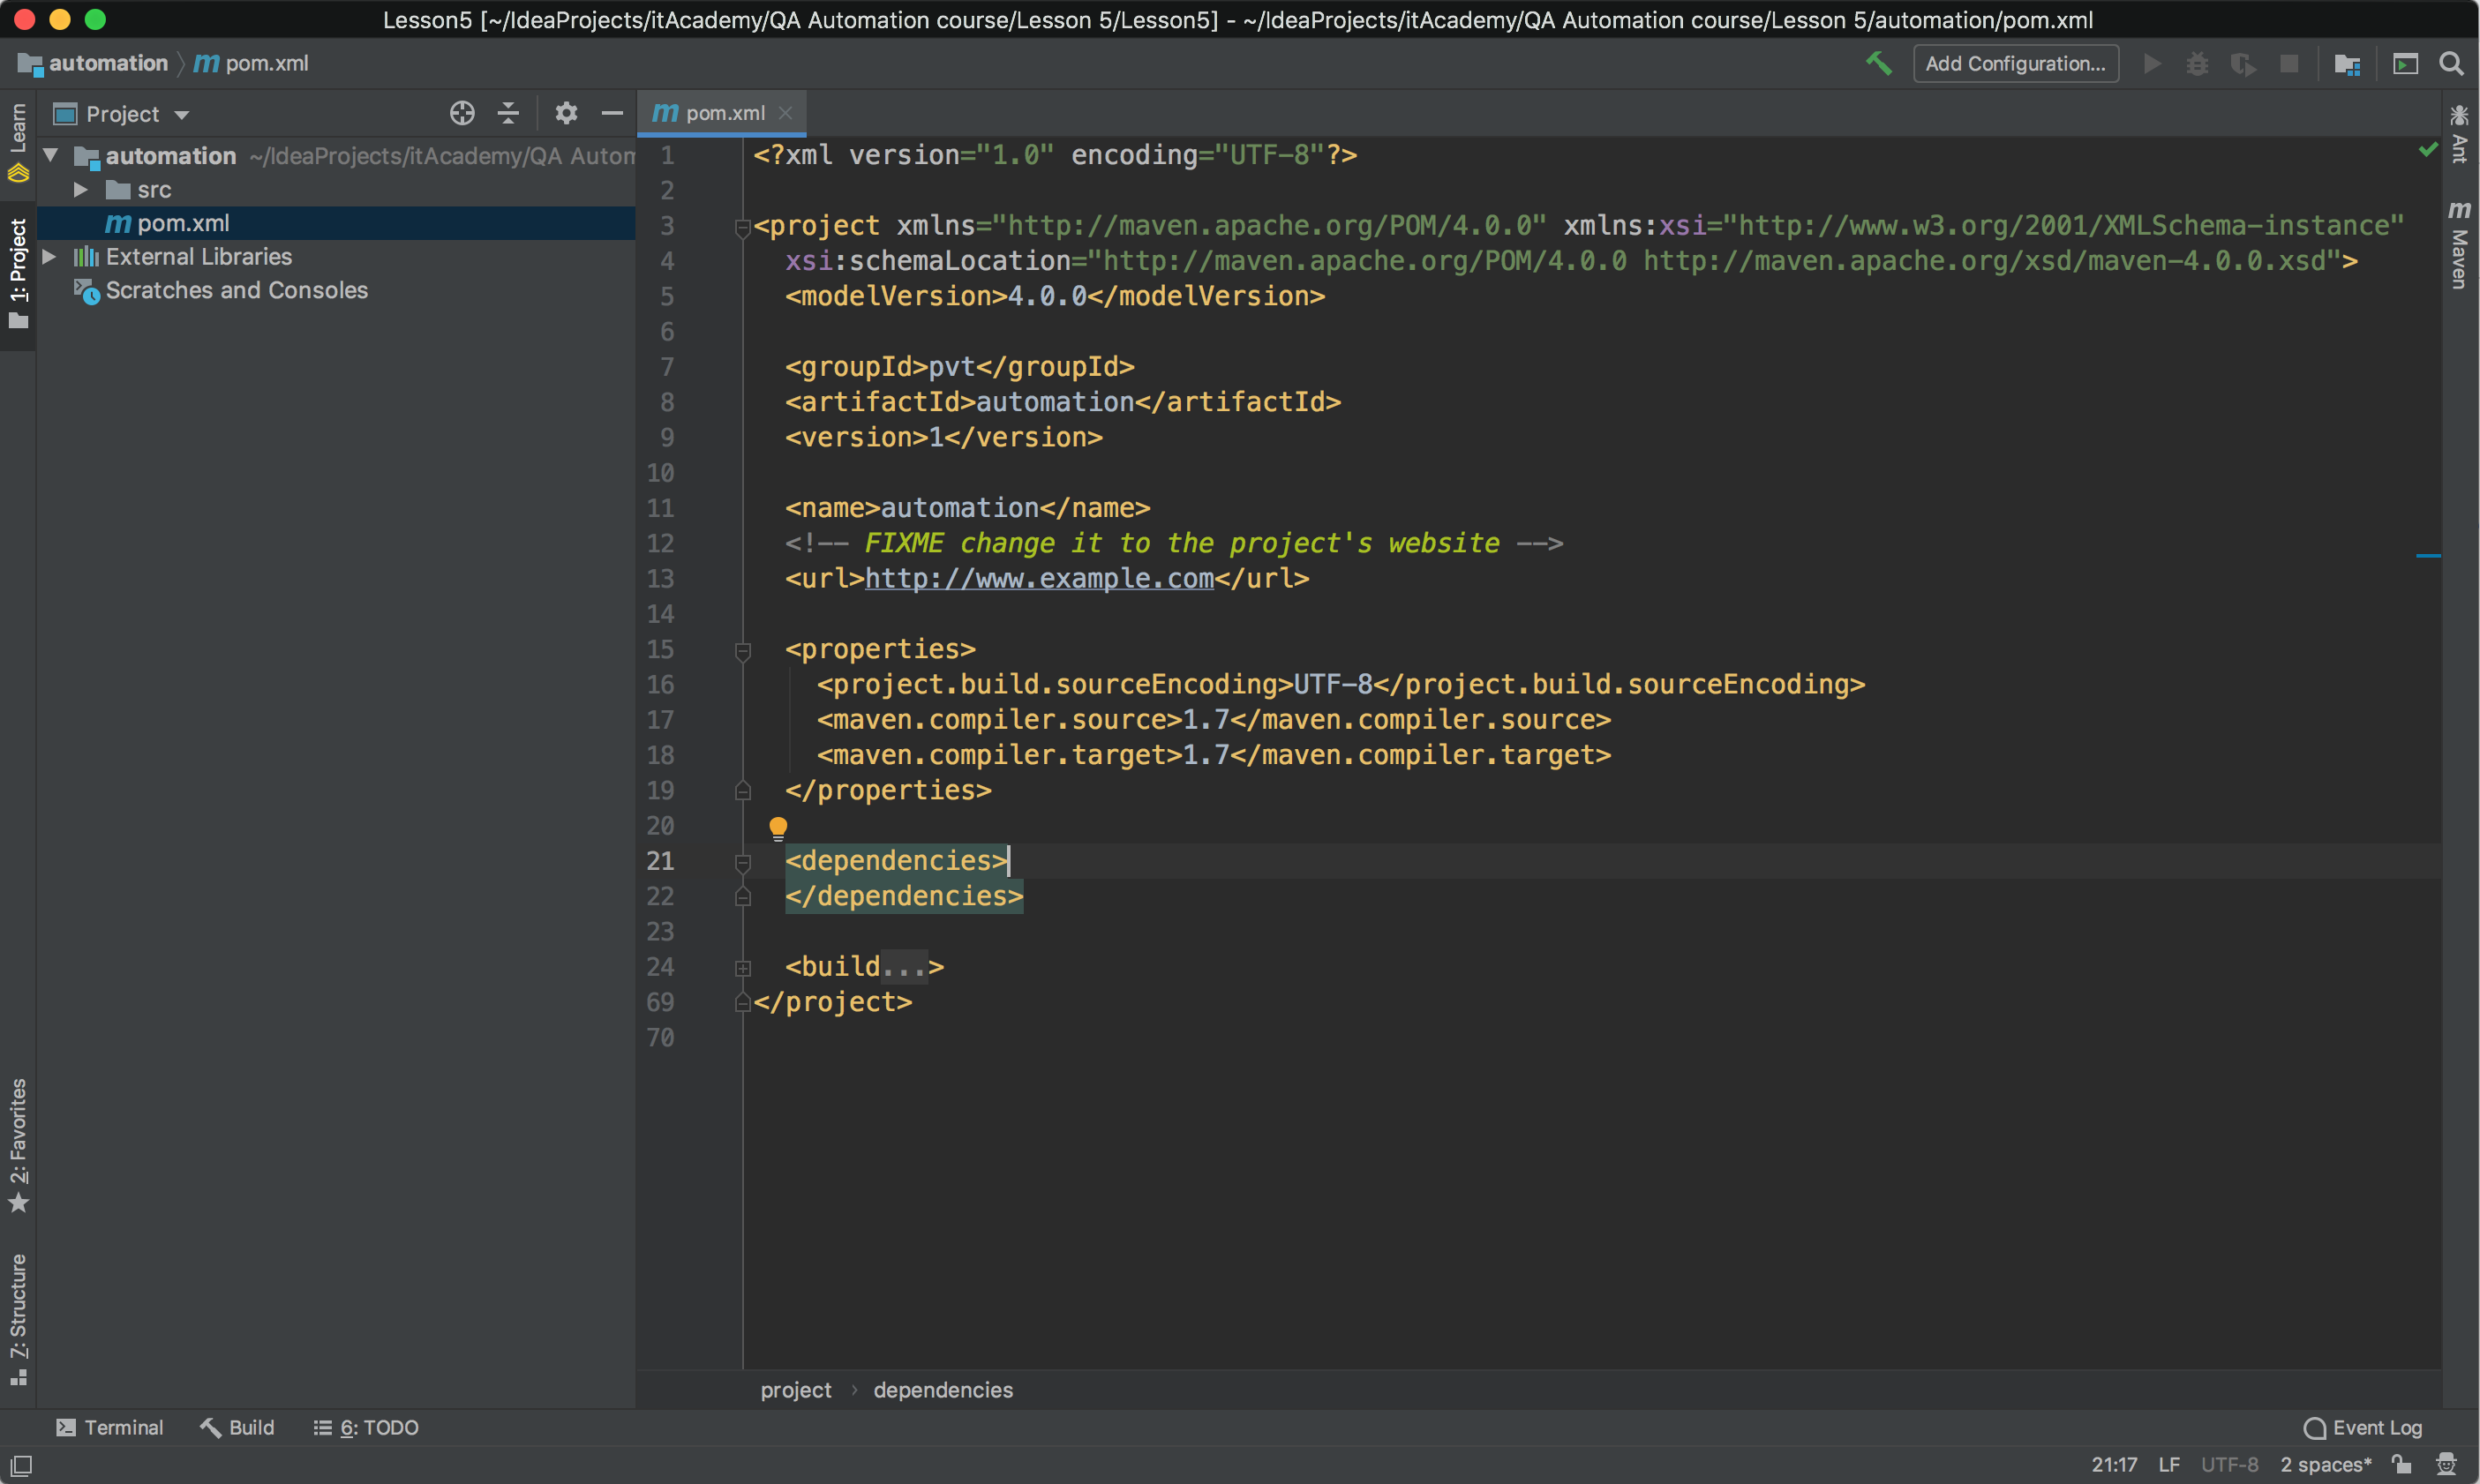 Lesson5 [~/IdeaProjects/itAcademy/QA Automation course/Lesson 5/Lesson5] - ~/IdeaProjects/itAcademy/QA Automation course/Lesson 5/automation/pom.xml
automation
m pom.xml
Add Configuration...
Learn
1: Project
2: Favorites
7: Structure
Project
automation ~/IdeaProjects/itAcademy/QA Autom
src
m pom.xml
External Libraries
Scratches and Consoles
m pom.xml
1 <?xml version="1.0" encoding="UTF-8"?>
2
3 <project xmlns="http://maven.apache.org/POM/4.0.0" xmlns:xsi="http://www.w3.org/2001/XMLSchema-instance"
4 xsi:schemaLocation="http://maven.apache.org/POM/4.0.0 http://maven.apache.org/xsd/maven-4.0.0.xsd">
5 <modelVersion>4.0.0</modelVersion>
6
7 <groupId>pvt</groupId>
8 <artifactId>automation</artifactId>
9 <version>1</version>
10
11 <name>automation</name>
12 <!-- FIXME change it to the project's website -->
13 <url>http://www.example.com</url>
14
15 <properties>
16 <project.build.sourceEncoding>UTF-8</project.build.sourceEncoding>
17 <maven.compiler.source>1.7</maven.compiler.source>
18 <maven.compiler.target>1.7</maven.compiler.target>
19 </properties>
20
21 <dependencies>
22 </dependencies>
23
24 <build...>
69 </project>
70
Ant
m Maven
project › dependencies
Terminal
Build
6: TODO
Event Log
21:17 LF UTF-8 2 spaces*